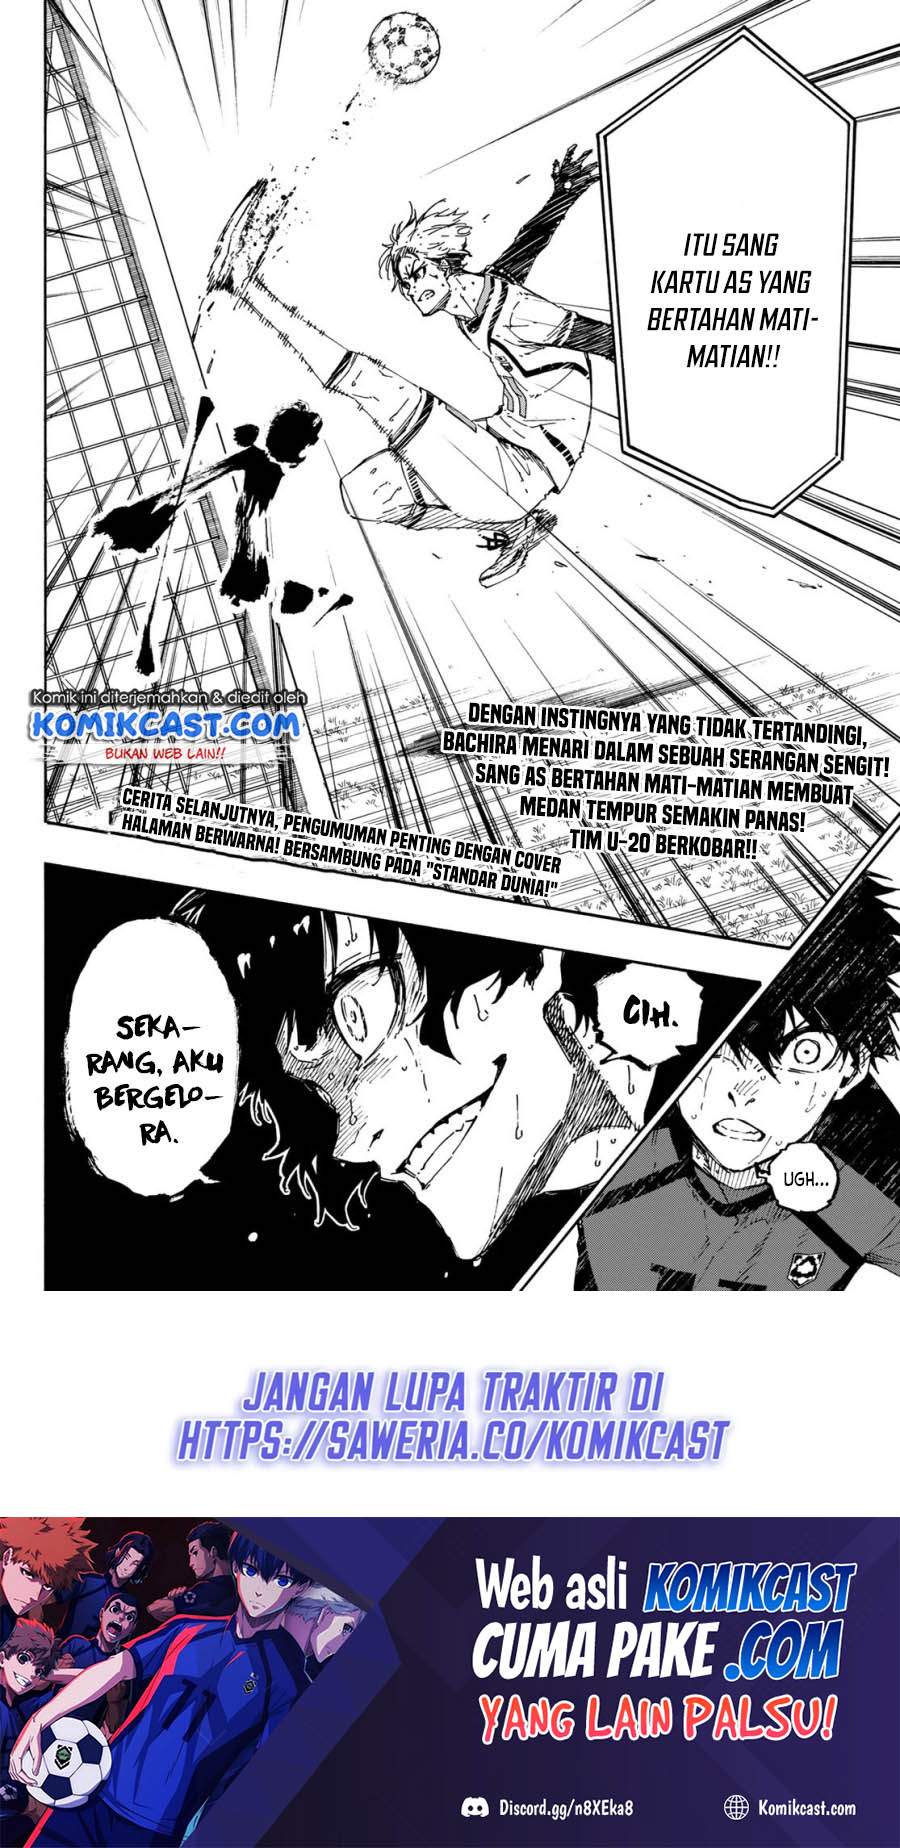 ITU SANG
KARTU AS YANG
BERTAHAN MATI-
MATIAN!!
Komik ini diterjemahkan & diedit oleh
KOMIKCAST.COM
BUKAN WEB LAIN!!
DENGAN INSTINGNYA YANG TIDAK TERTANDINGI,
BACHIRA MENARI DALAM SEBUAH SERANGAN SENGIT!
SANG AS BERTAHAN MATI-MATIAN MEMBUAT
MEDAN TEMPUR SEMAKIN PANAS!
TIM U-20 BERKOBAR!!
CERITA SELANJUTNYA, PENGUMUMAN PENTING DENGAN COVER
HALAMAN BERWARNA! BERSAMBUNG PADA "STANDAR DUNIA!"
CIH.
SEKA-
RANG, AKU
BERGELO-
RA.
UGH...
JANGAN LUPA TRAKTIR DI
HTTPS://SAWERIA.CO/KOMIKCAST
Web asli KOMIKCAST
CUMA PAKE .COM
YANG LAIN PALSU!
Discord.gg/n8XEka8
Komikcast.com